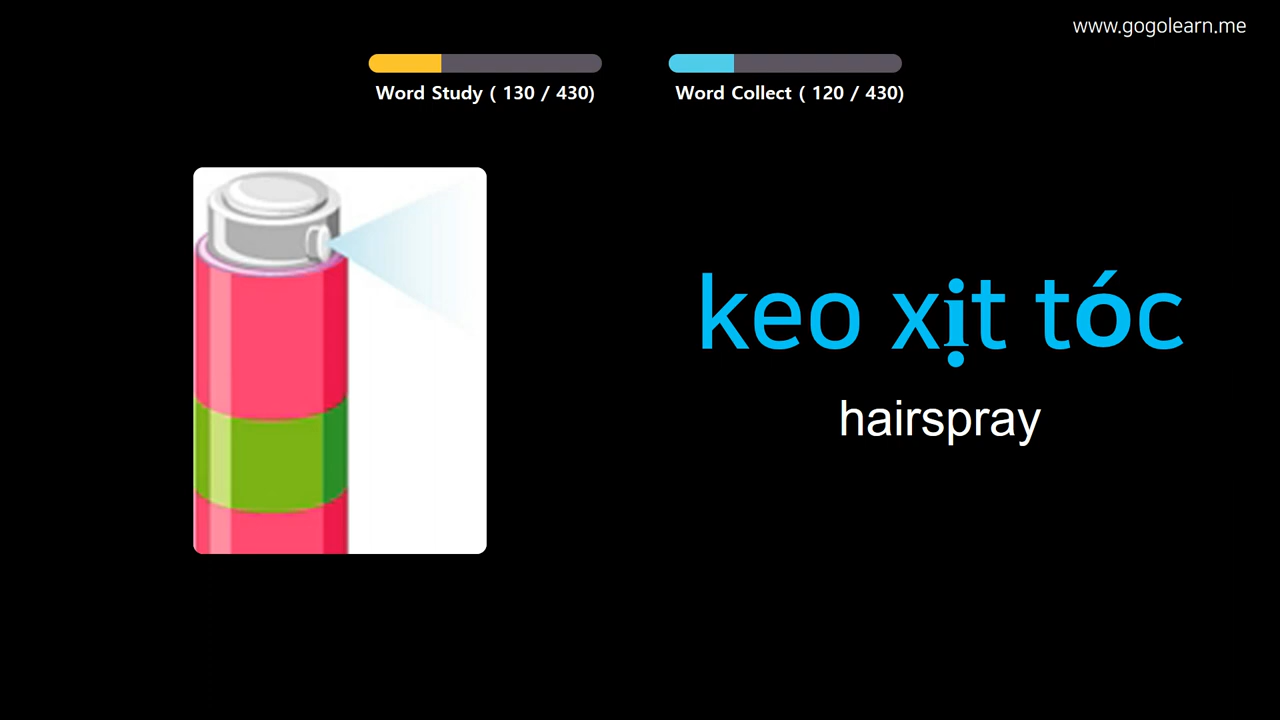 www.gogolearn.me
Word Study ( 130 / 430)
Word Collect ( 120 / 430)
keo xịt tóc
hairspray